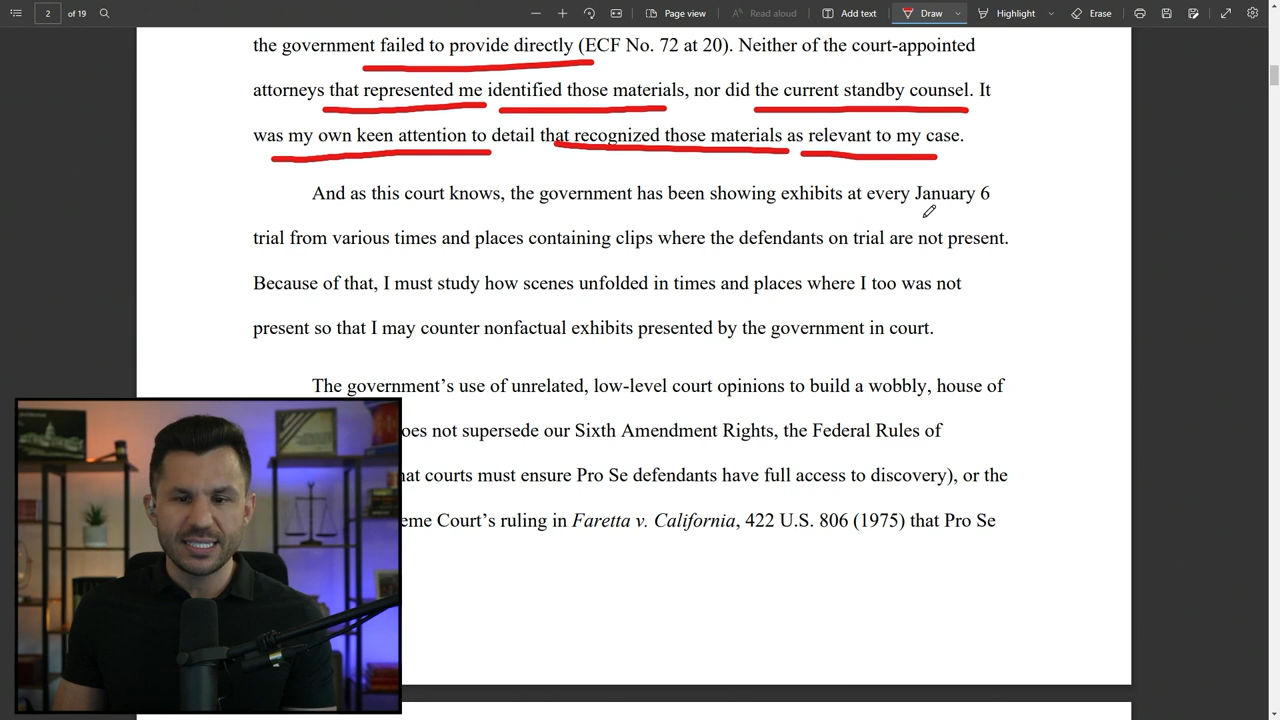 2 of 19 Page view Read aloud Add text Draw Highlight Erase
the government failed to provide directly (ECF No. 72 at 20). Neither of the court-appointed
attorneys that represented me identified those materials, nor did the current standby counsel. It
was my own keen attention to detail that recognized those materials as relevant to my case.
And as this court knows, the government has been showing exhibits at every January 6
trial from various times and places containing clips where the defendants on trial are not present.
Because of that, I must study how scenes unfolded in times and places where I too was not
present so that I may counter nonfactual exhibits presented by the government in court.
The government’s use of unrelated, low-level court opinions to build a wobbly, house of
oes not supersede our Sixth Amendment Rights, the Federal Rules of
hat courts must ensure Pro Se defendants have full access to discovery), or the
eme Court’s ruling in Faretta v. California, 422 U.S. 806 (1975) that Pro Se